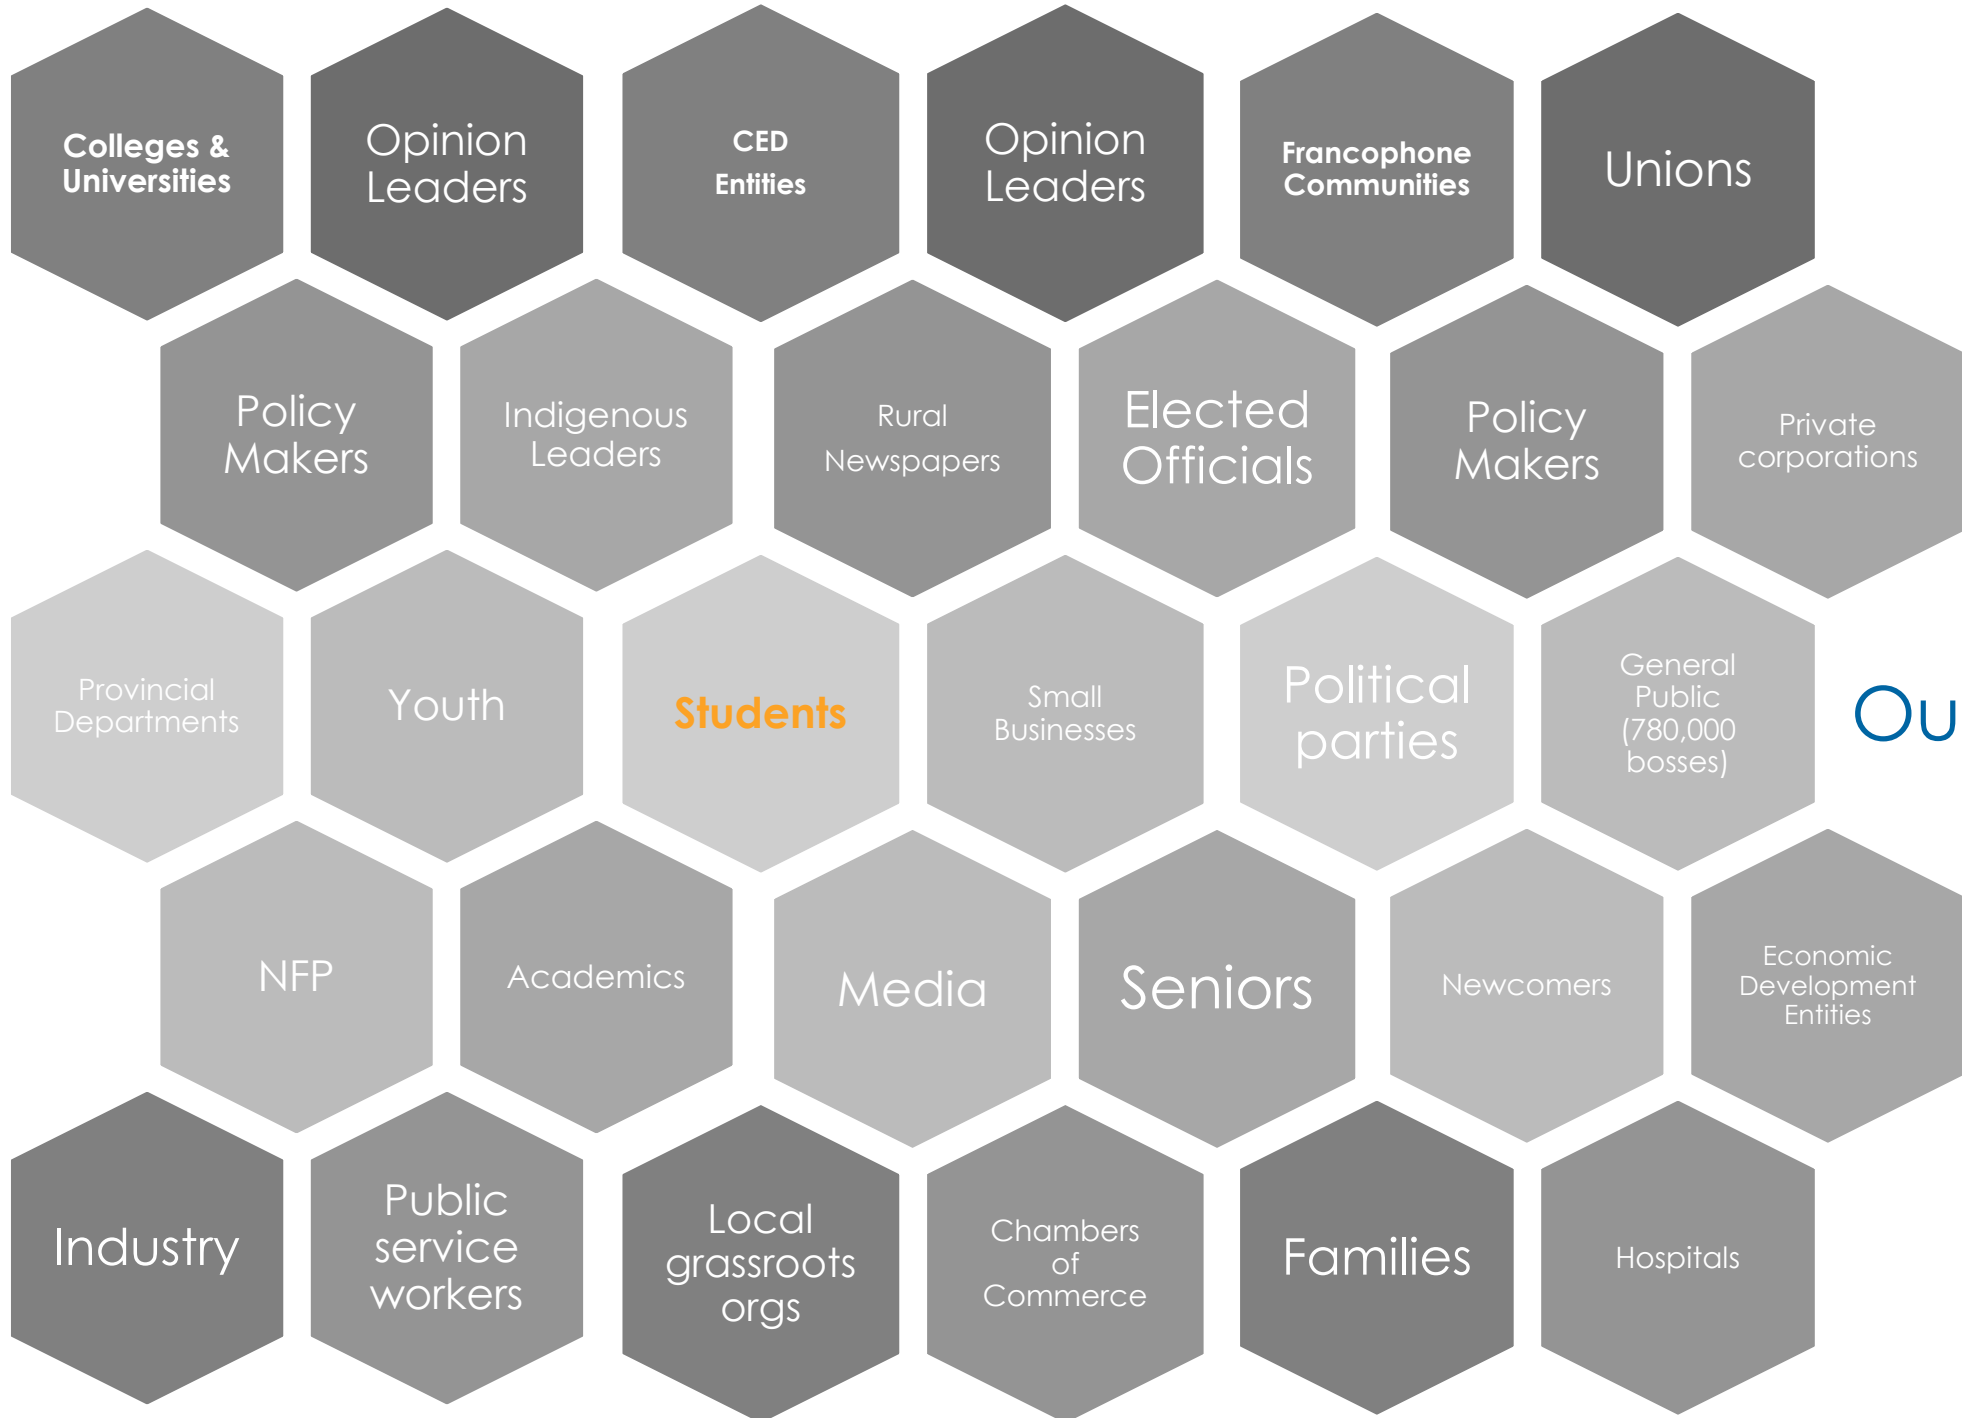 Colleges &
Universities
Opinion
Leaders
CED
Entities
Opinion
Leaders
Francophone
Communities
Unions
Policy
Makers
Indigenous
Leaders
Rural
Newspapers
Elected
Officials
Policy
Makers
Private
corporations
Provincial
Departments
Youth
Students
Small
Businesses
Political
parties
General
Public
(780,000
bosses)
Ou
NFP
Academics
Media
Seniors
Newcomers
Economic
Development
Entities
Industry
Public
service
workers
Local
grassroots
orgs
Chambers
of
Commerce
Families
Hospitals